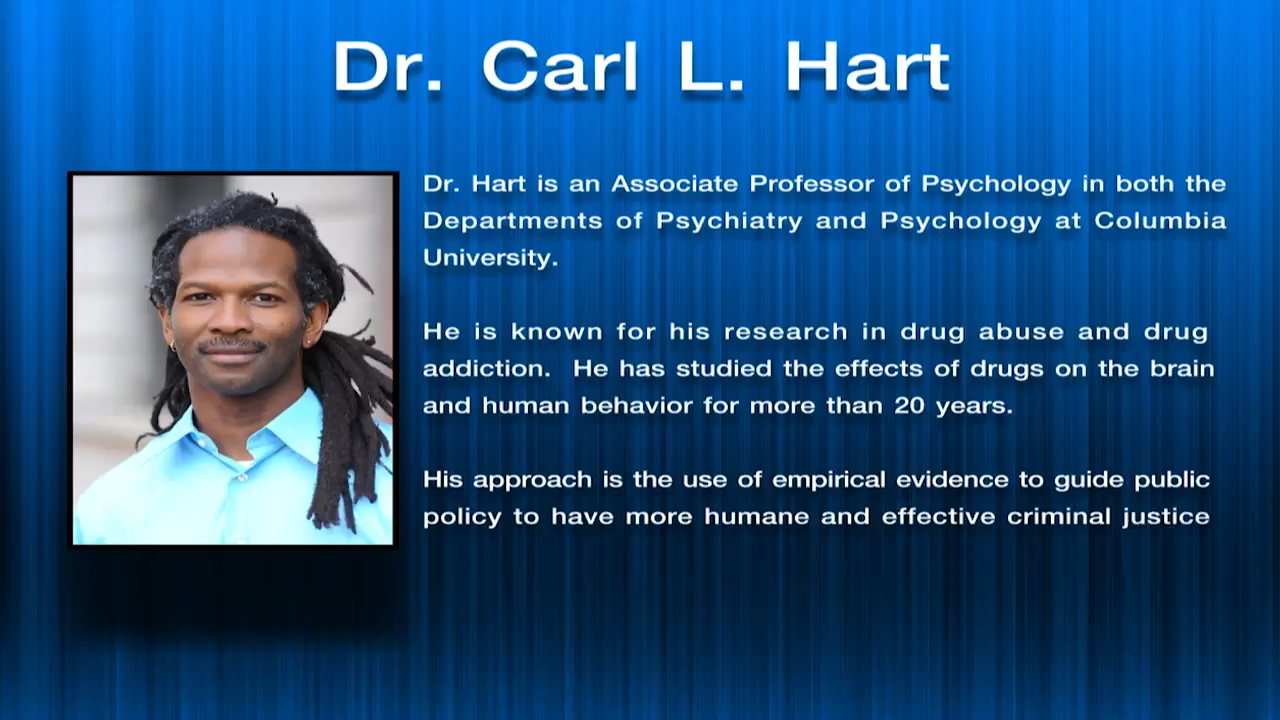 Dr. Carl L. Hart
Dr. Hart is an Associate Professor of Psychology in both the
Departments of Psychiatry and Psychology at Columbia
University.
He is known for his research in drug abuse and drug
addiction. He has studied the effects of drugs on the brain
and human behavior for more than 20 years.
His approach is the use of empirical evidence to guide public
policy to have more humane and effective criminal justice